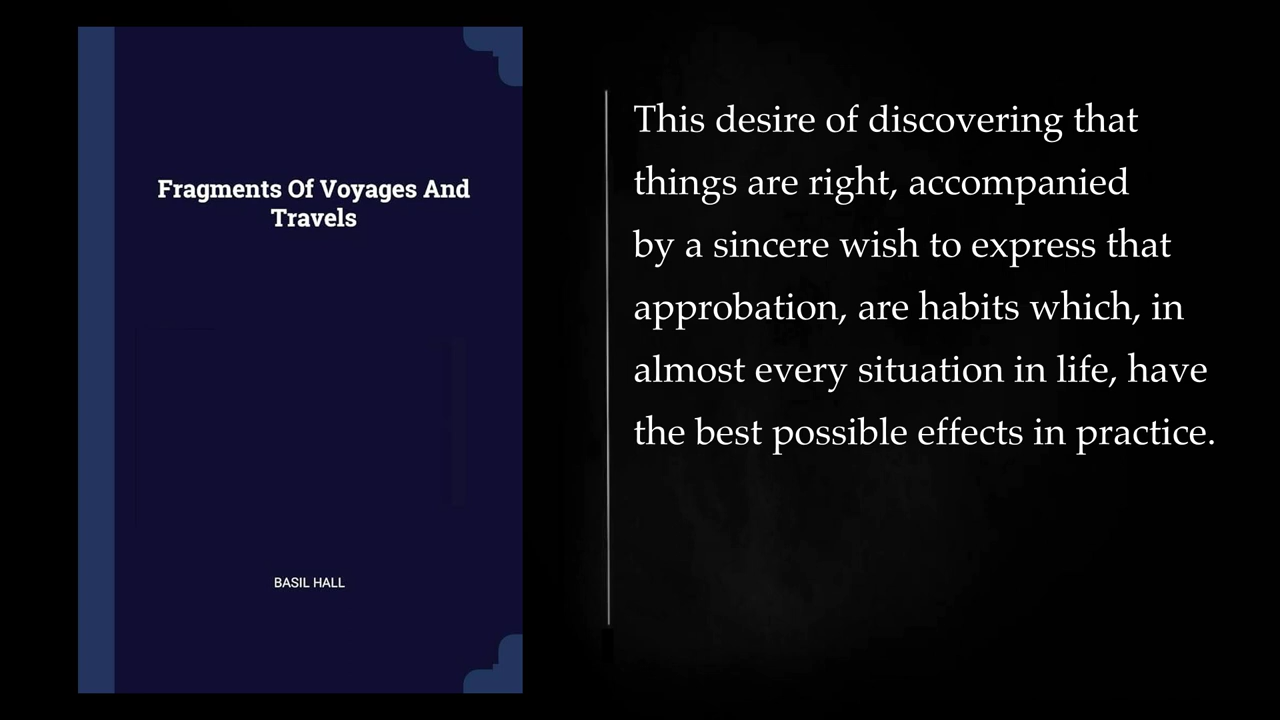 Fragments Of Voyages And
Travels
BASIL HALL
This desire of discovering that
things are right, accompanied
by a sincere wish to express that
approbation, are habits which, in
almost every situation in life, have
the best possible effects in practice.